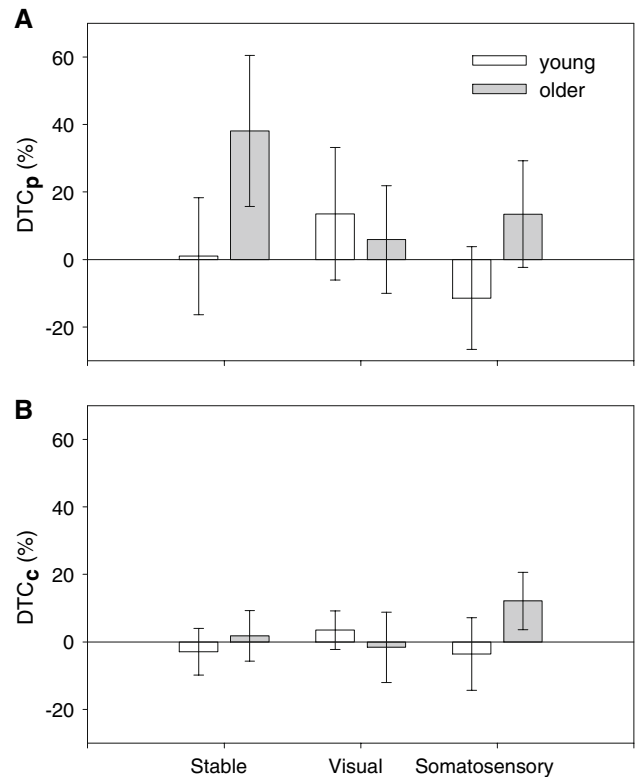 A
60
40
20
0
-20
DTCp (%)
young
older
B
60
40
20
0
-20
DTCc (%)
Stable Visual Somatosensory